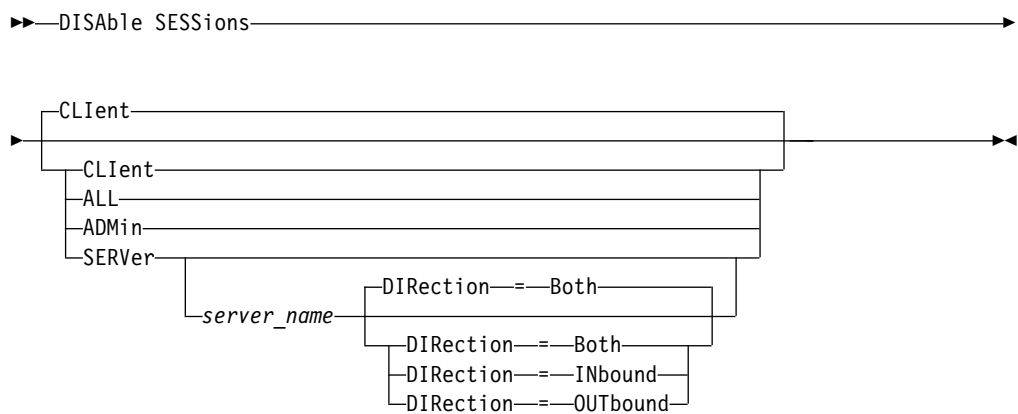 DISAble SESSions
CLIent
CLIent
ALL
ADMin
SERVer
DIRection = Both
server_name
DIRection = Both
DIRection = INbound
DIRection = OUTbound